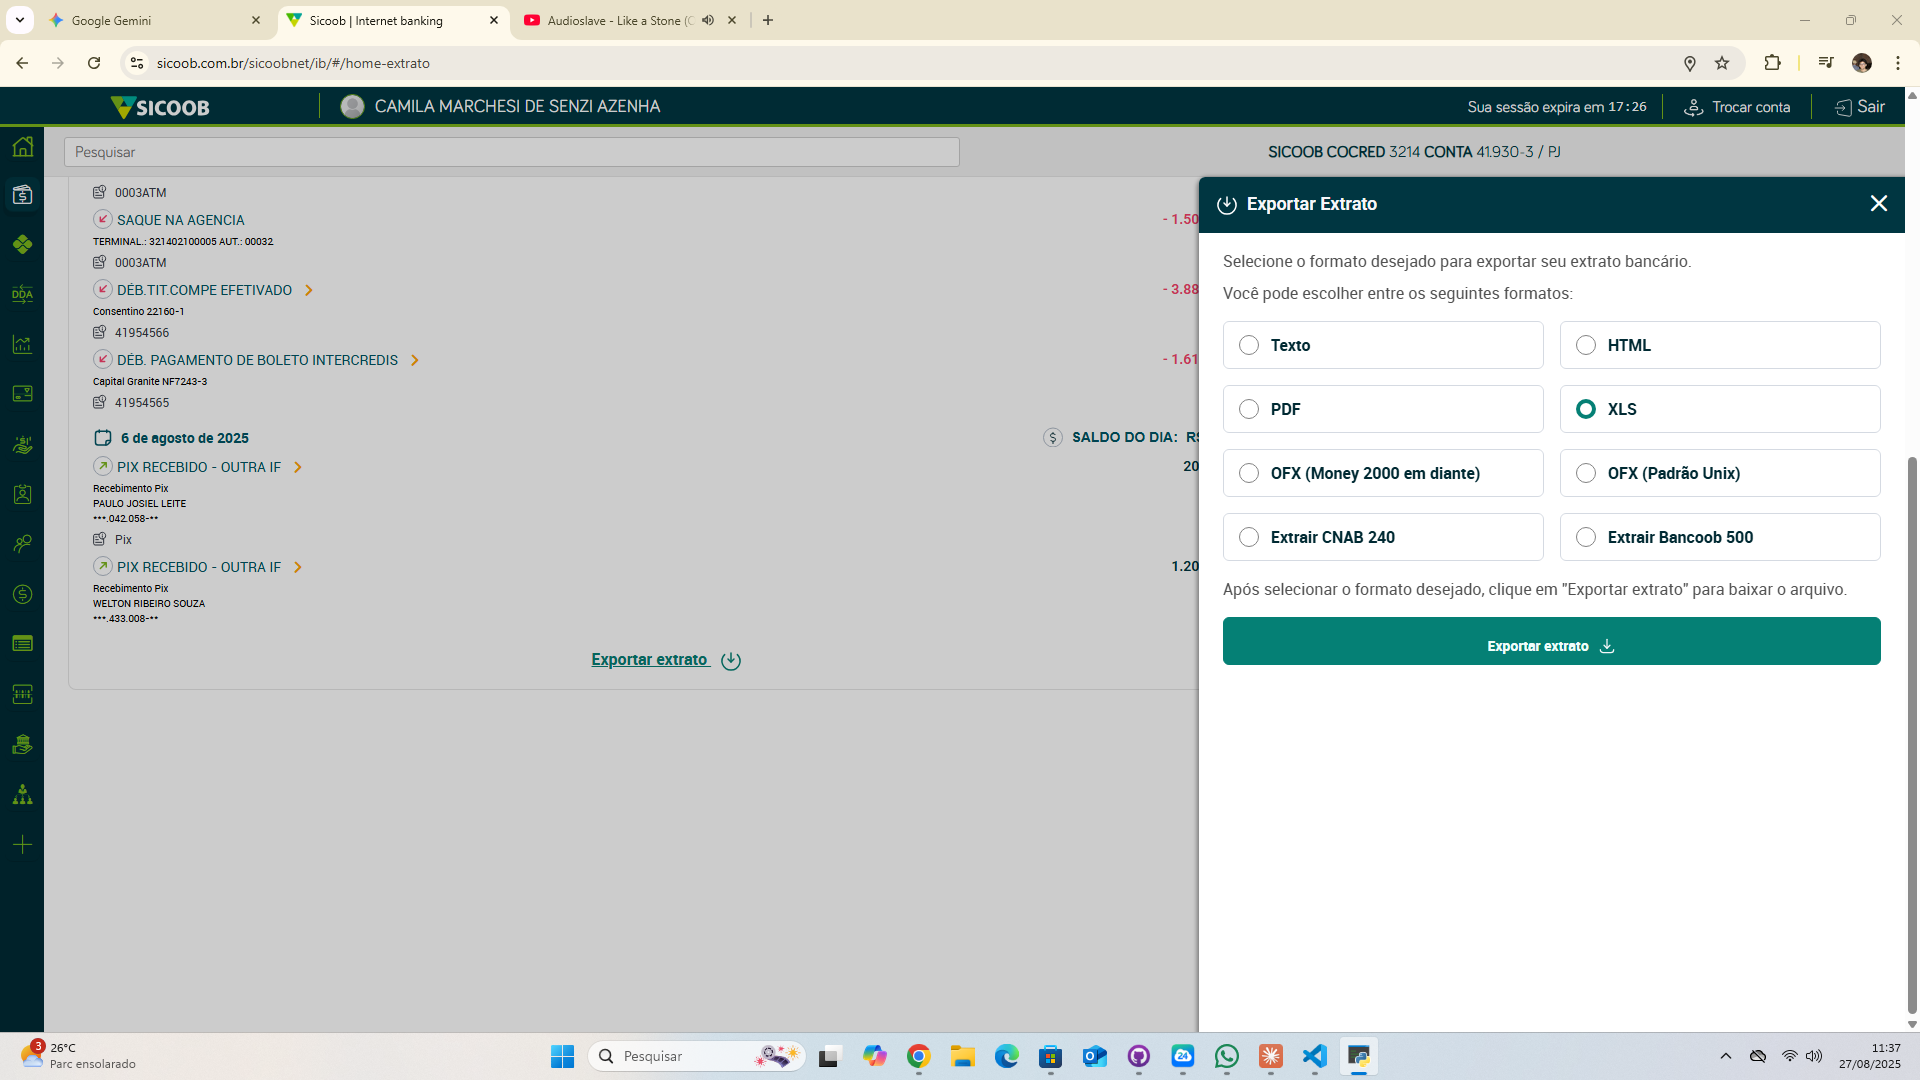 Google Gemini
Sicoob | Internet banking
Audioslave - Like a Stone (
sicoob.com.br/sicoobnet/ib/#/home-extrato
SICOOB
CAMILA MARCHESI DE SENZI AZENHA
Sua sessão expira em 17:26
Trocar conta
Sair
Pesquisar
SICOOB COCRED 3214 CONTA 41.930-3 / PJ
DDA
0003ATM
SAQUE NA AGENCIA
- 1.50
TERMINAL.: 321402100005 AUT.: 00032
0003ATM
DÉB.TIT.COMPE EFETIVADO
- 3.88
Consentino 22160-1
41954566
DÉB. PAGAMENTO DE BOLETO INTERCREDIS
- 1.61
Capital Granite NF7243-3
41954565
6 de agosto de 2025
SALDO DO DIA: R$
PIX RECEBIDO - OUTRA IF
20
Recebimento Pix
PAULO JOSIEL LEITE
***.042.058-**
Pix
PIX RECEBIDO - OUTRA IF
1.20
Recebimento Pix
WELTON RIBEIRO SOUZA
***.433.008-**
Exportar extrato
Exportar Extrato
Selecione o formato desejado para exportar seu extrato bancário.
Você pode escolher entre os seguintes formatos:
Texto
HTML
PDF
XLS
OFX (Money 2000 em diante)
OFX (Padrão Unix)
Extrair CNAB 240
Extrair Bancoob 500
Após selecionar o formato desejado, clique em "Exportar extrato" para baixar o arquivo.
Exportar extrato
3
26°C
Parc ensolarado
Pesquisar
24
11:37
27/08/2025